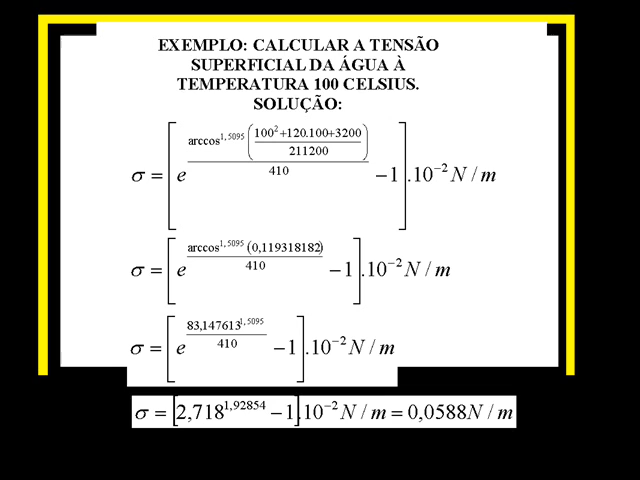 EXEMPLO: CALCULAR A TENSÃO
SUPERFICIAL DA ÁGUA À
TEMPERATURA 100 CELSIUS.
SOLUÇÃO:
σ = [e^((arccos^1,5095((100²+120.100+3200)/211200))/410) − 1].10⁻² N / m
σ = [e^((arccos^1,5095(0,119318182))/410) − 1].10⁻² N / m
σ = [e^((83,147613^1,5095)/410) − 1].10⁻² N / m
σ = [2,718^1,92854 − 1].10⁻² N / m = 0,0588N / m